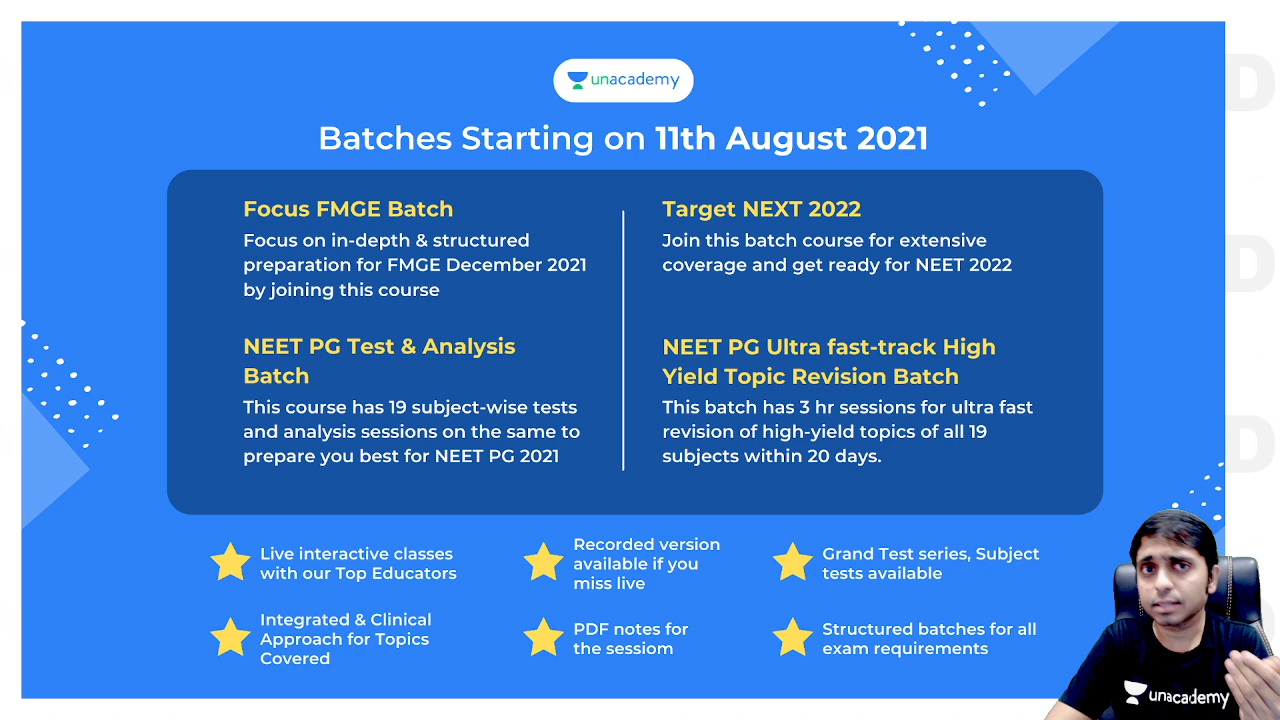 unacademy
Batches Starting on 11th August 2021
Focus FMGE Batch
Focus on in-depth & structured
preparation for FMGE December 2021
by joining this course
Target NEXT 2022
Join this batch course for extensive
coverage and get ready for NEET 2022
NEET PG Test & Analysis
Batch
This course has 19 subject-wise tests
and analysis sessions on the same to
prepare you best for NEET PG 2021
NEET PG Ultra fast-track High
Yield Topic Revision Batch
This batch has 3 hr sessions for ultra fast
revision of high-yield topics of all 19
subjects within 20 days.
Live interactive classes
with our Top Educators
Recorded version
available if you
miss live
Grand Test series, Subject
tests available
Integrated & Clinical
Approach for Topics
Covered
PDF notes for
the sessiom
Structured batches for all
exam requirements
unacademy
D
D
D